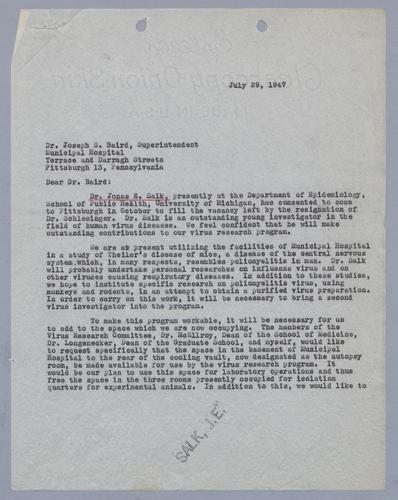 July 29, 1947
Dr. Joseph S. Baird, Superintendent
Municipal Hospital
Terrace and Darragh Streets
Pittsburgh 13, Pennsylvania
Dear Dr. Baird:
Dr. Jonas E. Salk, presently at the Department of Epidemiology,
School of Public Health, University of Michigan, has consented to come
to Pittsburgh in October to fill the vacancy left by the resignation of
Dr. Schlesinger. Dr. Salk is an outstanding young investigator in the
field of human virus diseases. We feel confident that he will make
outstanding contributions to our virus research program.
We are at present utilizing the facilities of Municipal Hospital
in a study of Theiler's disease of mice, a disease of the central nervous
system which, in many respects, resembles poliomyelitis in man. Dr. Salk
will probably undertake personal researches on influenza virus and on
other viruses causing respiratory diseases. In addition to these studies,
we hope to institute specific research on poliomyelitis virus, using
monkeys and rodents, in an attempt to obtain a purified virus preparation.
In order to carry on this work, it will be necessary to bring a second
virus investigator into the program.
To make this program workable, it will be necessary for us
to add to the space which we are now occupying. The members of the
Virus Research Committee, Dr. McEllroy, Dean of the School of Medicine,
Dr. Longenecker, Dean of the Graduate School, and myself, would like
to request specifically that the space in the basement of Municipal
Hospital to the rear of the cooling vault, now designated as the autopsy
room, be made available for use by the virus research program. It
would be our plan to use this space for laboratory operations and thus
free the space in the three rooms presently occupied for isolation
quarters for experimental animals. In addition to this, we would like to
SALK, J.E.